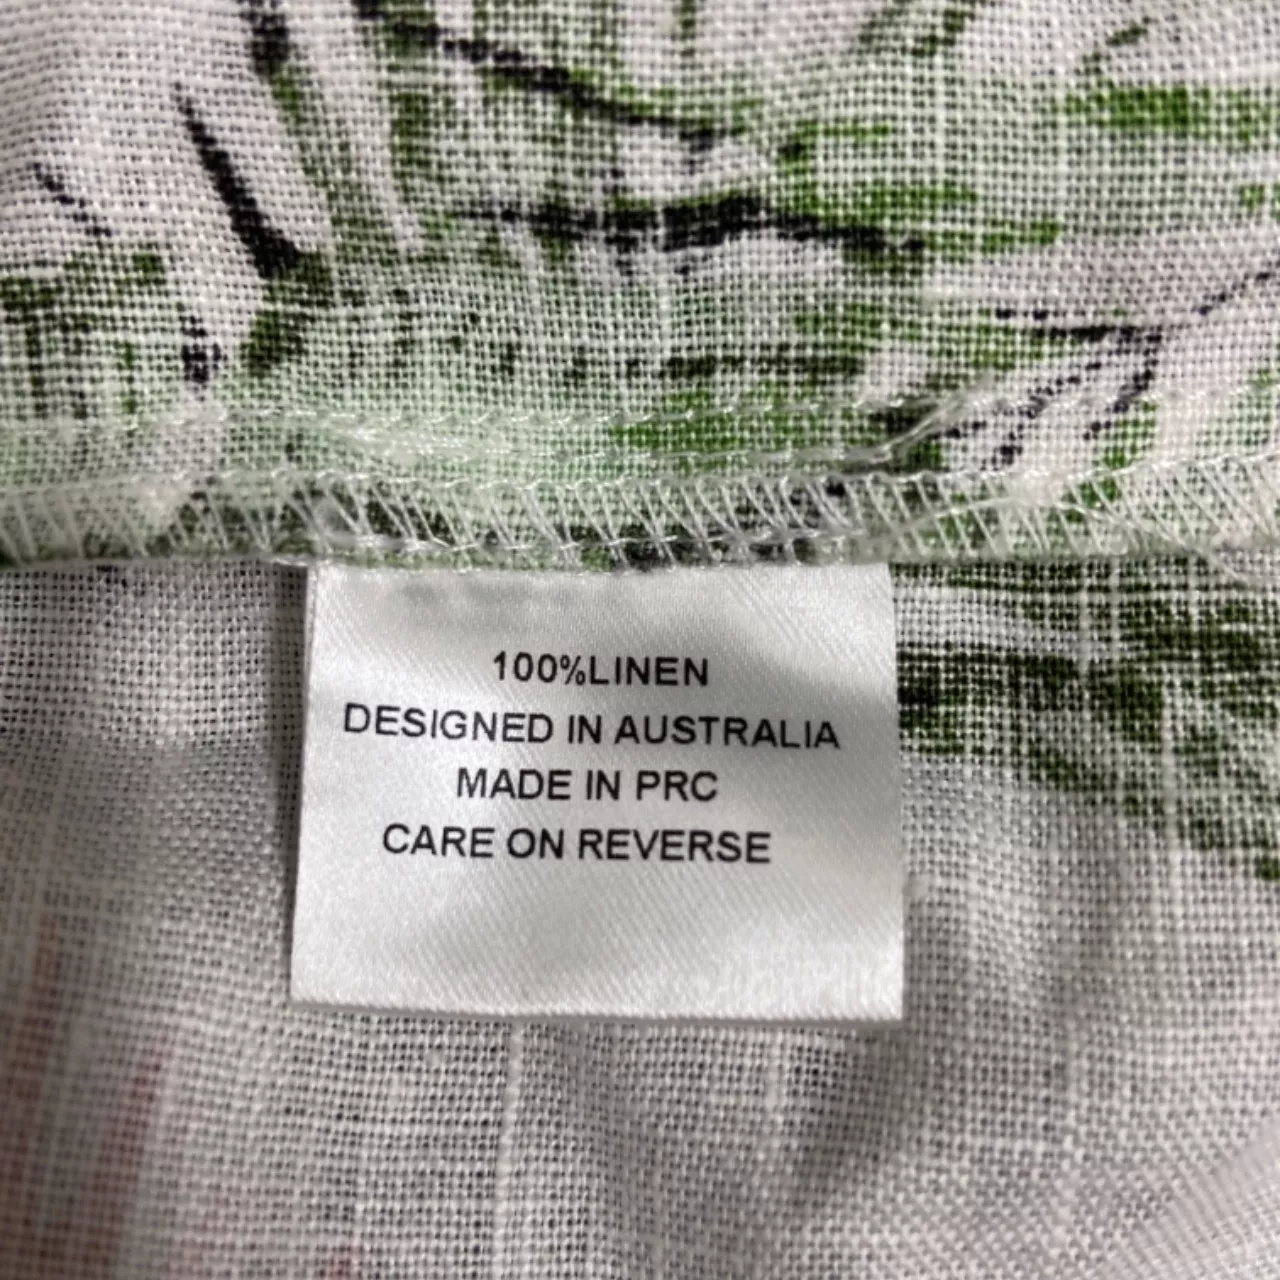 100%LINEN
DESIGNED IN AUSTRALIA
MADE IN PRC
CARE ON REVERSE